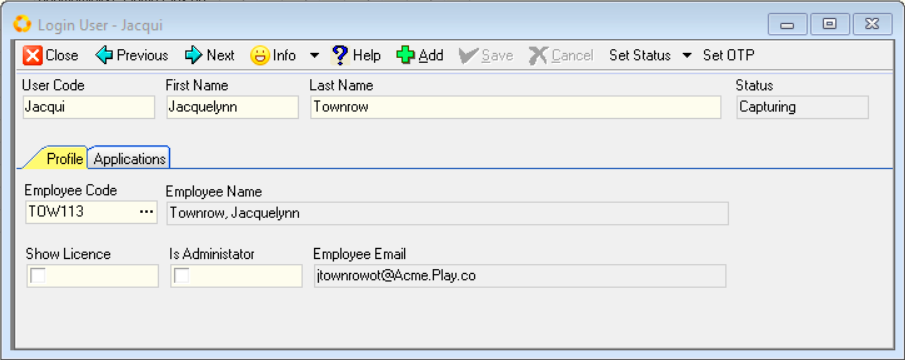 Login User - Jacqui
Close Previous Next Info Help Add Save Cancel Set Status Set OTP
User Code First Name Last Name Status
Jacqui Jacquelynn Townrow Capturing
Profile Applications
Employee Code Employee Name
TOW113 ... Townrow, Jacquelynn
Show Licence Is Administator Employee Email
jtownrowot@Acme.Play.co